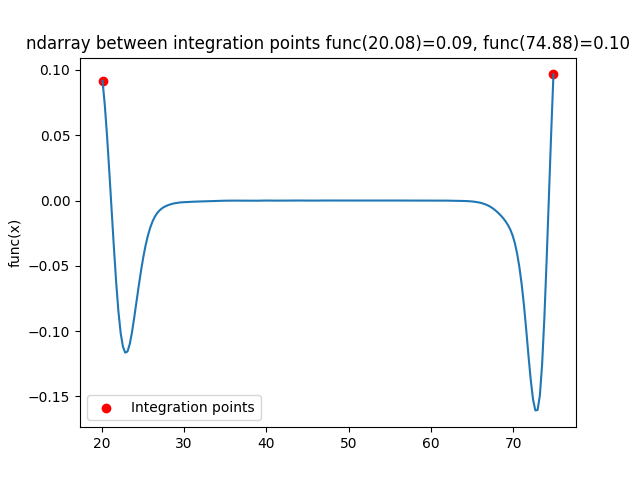 ndarray between integration points func(20.08)=0.09, func(74.88)=0.10
0.10
0.05
0.00
−0.05
−0.10
−0.15
func(x)
Integration points
20 30 40 50 60 70